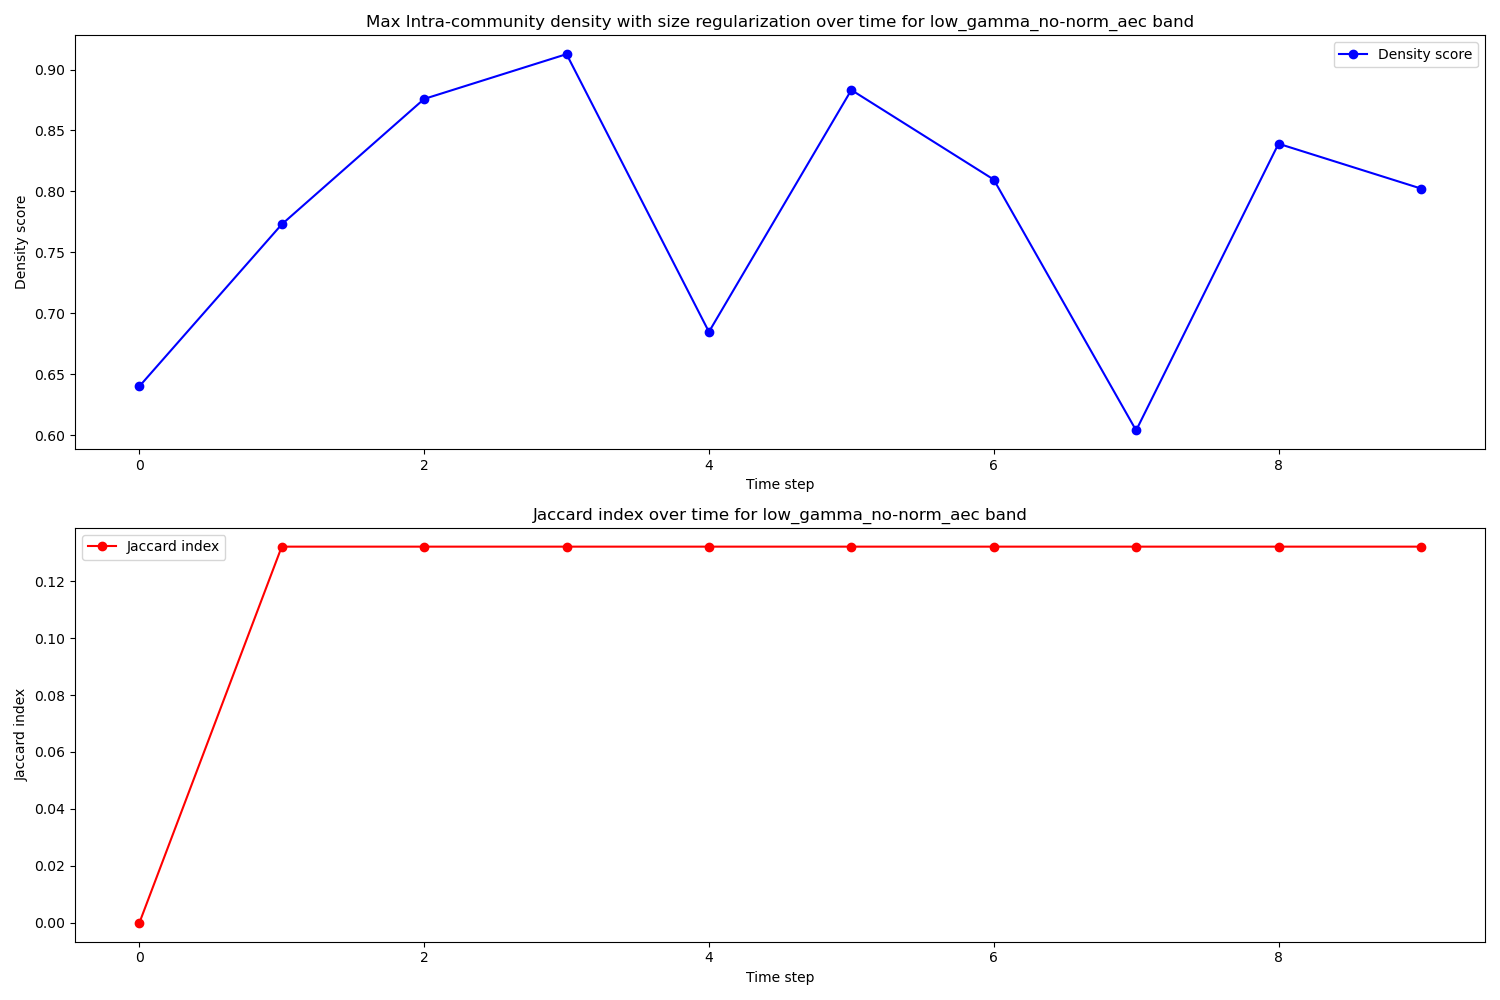 Max Intra-community density with size regularization over time for low_gamma_no-norm_aec band
Density score
Density score
0.90
0.85
0.80
0.75
0.70
0.65
0.60
0 2 4 6 8
Time step
Jaccard index over time for low_gamma_no-norm_aec band
Jaccard index
Jaccard index
0.12
0.10
0.08
0.06
0.04
0.02
0.00
0 2 4 6 8
Time step